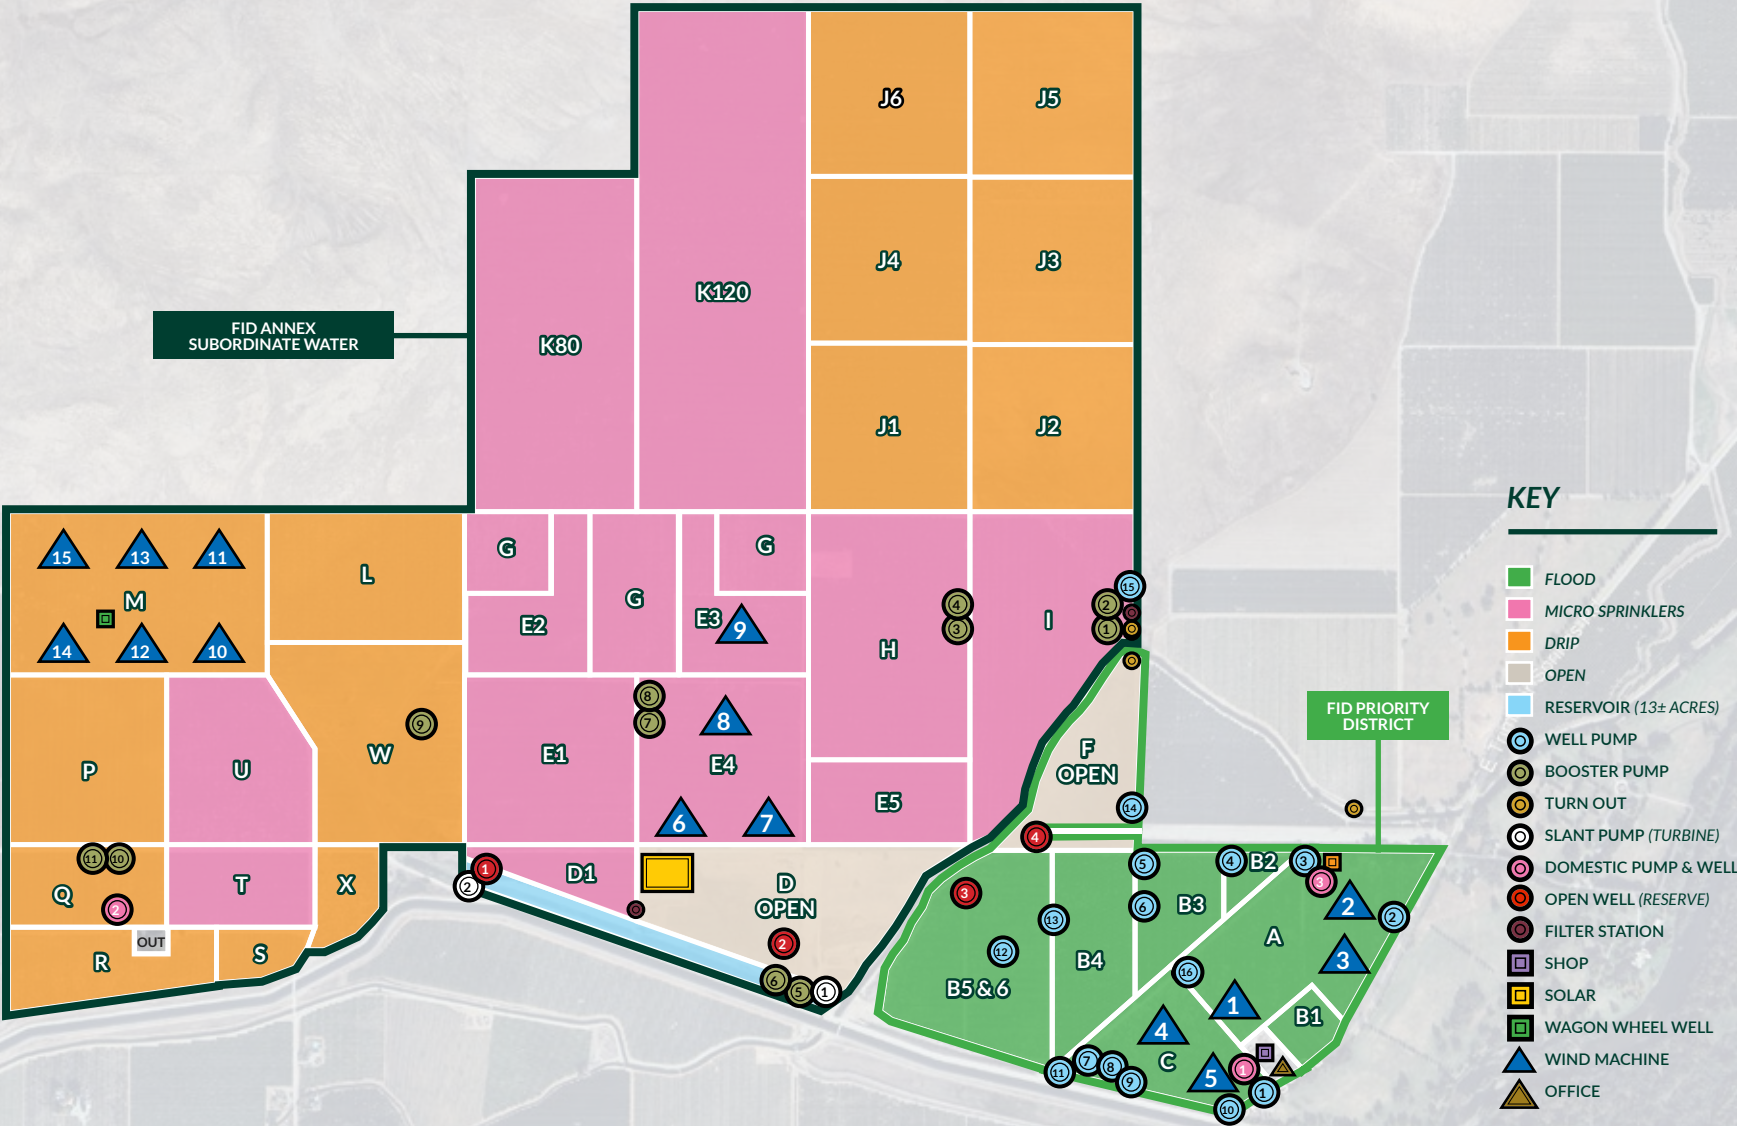 J6
J5
J4
J3
K120
K80
J1
J2
FID ANNEX
SUBORDINATE WATER
15
13
11
M
14
12
10
L
G
G
G
E2
E3
9
H
4
3
I
15
2
1
P
U
W
9
E1
8
7
8
E4
6
7
E5
F
OPEN
14
4
FID PRIORITY
DISTRICT
11
10
Q
2
T
X
R
OUT
S
1
2
D1
D
OPEN
2
6
5
1
3
12
13
B5 & 6
B4
5
6
B3
4
B2
3
3
2
2
A
3
16
1
B1
4
C
5
1
11
7
8
9
10
1
KEY
FLOOD
MICRO SPRINKLERS
DRIP
OPEN
RESERVOIR (13± ACRES)
WELL PUMP
BOOSTER PUMP
TURN OUT
SLANT PUMP (TURBINE)
DOMESTIC PUMP & WELL
OPEN WELL (RESERVE)
FILTER STATION
SHOP
SOLAR
WAGON WHEEL WELL
WIND MACHINE
OFFICE